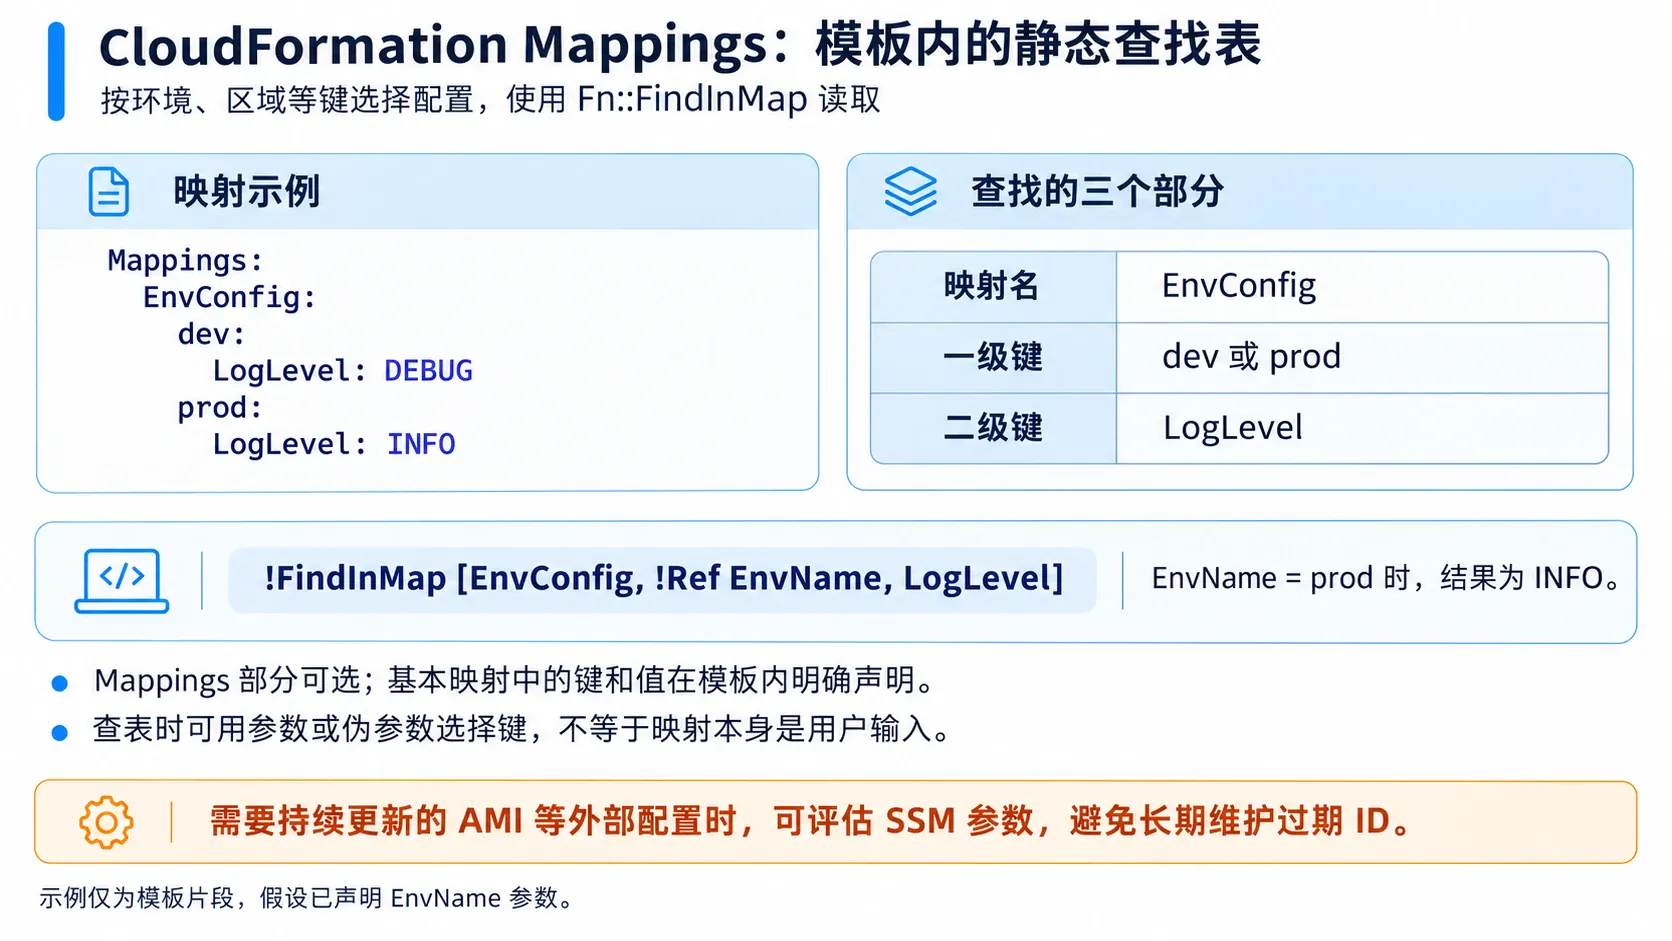 CloudFormation Mappings：模板内的静态查找表
按环境、区域等键选择配置，使用 Fn::FindInMap 读取
映射示例
Mappings:
  EnvConfig:
    dev:
      LogLevel: DEBUG
    prod:
      LogLevel: INFO
查找的三个部分
映射名 EnvConfig
一级键 dev 或 prod
二级键 LogLevel
</>
!FindInMap [EnvConfig, !Ref EnvName, LogLevel]
EnvName = prod 时，结果为 INFO。
Mappings 部分可选；基本映射中的键和值在模板内明确声明。
查表时可用参数或伪参数选择键，不等于映射本身是用户输入。
需要持续更新的 AMI 等外部配置时，可评估 SSM 参数，避免长期维护过期 ID。
示例仅为模板片段，假设已声明 EnvName 参数。